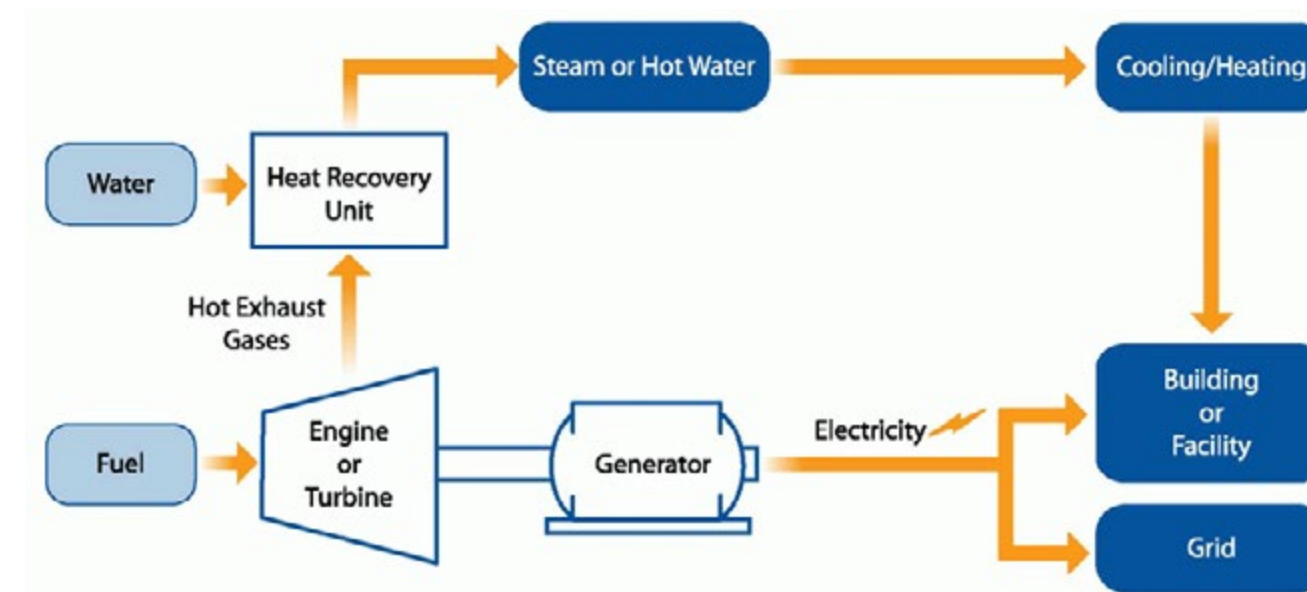 Steam or Hot Water
Cooling/Heating
Water
Heat Recovery
Unit
Hot Exhaust
Gases
Fuel
Engine
or
Turbine
Generator
Electricity
Building
or
Facility
Grid